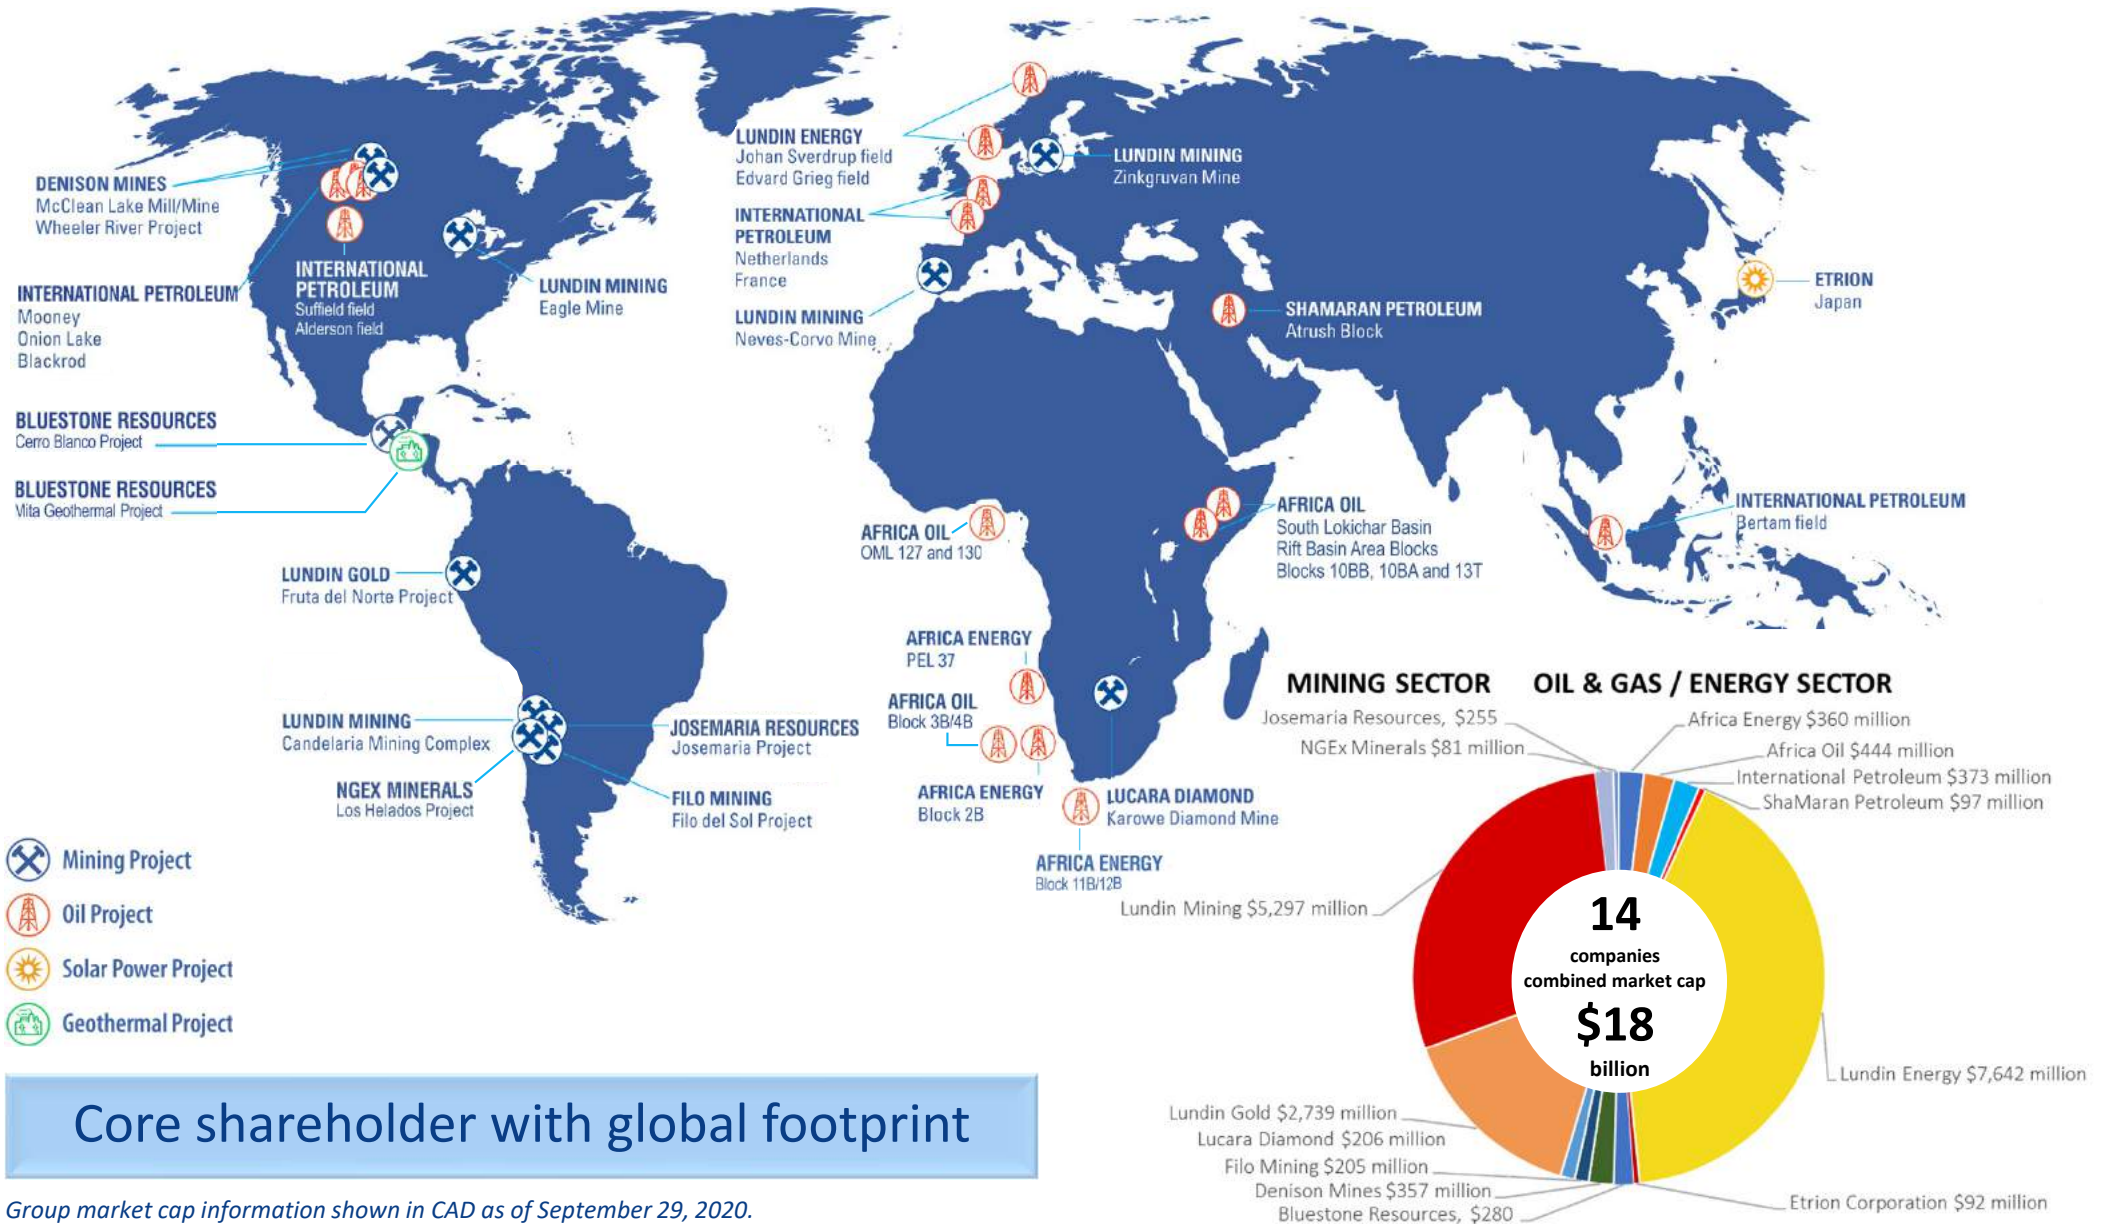 DENISON MINES
McClean Lake Mill/Mine
Wheeler River Project
INTERNATIONAL PETROLEUM
Mooney
Onion Lake
Blackrod
INTERNATIONAL
PETROLEUM
Suffield field
Alderson field
LUNDIN MINING
Eagle Mine
BLUESTONE RESOURCES
Cerro Blanco Project
BLUESTONE RESOURCES
Mita Geothermal Project
LUNDIN GOLD
Fruta del Norte Project
LUNDIN MINING
Candelaria Mining Complex
NGEX MINERALS
Los Helados Project
JOSEMARIA RESOURCES
Josemaria Project
FILO MINING
Filo del Sol Project
LUNDIN ENERGY
Johan Sverdrup field
Edvard Grieg field
INTERNATIONAL
PETROLEUM
Netherlands
France
LUNDIN MINING
Neves-Corvo Mine
LUNDIN MINING
Zinkgruvan Mine
SHAMARAN PETROLEUM
Atrush Block
ETRION
Japan
INTERNATIONAL PETROLEUM
Bertam field
AFRICA OIL
OML 127 and 130
AFRICA OIL
South Lokichar Basin
Rift Basin Area Blocks
Blocks 10BB, 10BA and 13T
AFRICA ENERGY
PEL 37
AFRICA OIL
Block 3B/4B
AFRICA ENERGY
Block 2B
LUCARA DIAMOND
Karowe Diamond Mine
AFRICA ENERGY
Block 11B/12B
Mining Project
Oil Project
Solar Power Project
Geothermal Project
MINING SECTOR
OIL & GAS / ENERGY SECTOR
Josemaria Resources, $255
NGEx Minerals $81 million
Lundin Mining $5,297 million
Lundin Gold $2,739 million
Lucara Diamond $206 million
Filo Mining $205 million
Denison Mines $357 million
Bluestone Resources, $280
Africa Energy $360 million
Africa Oil $444 million
International Petroleum $373 million
ShaMaran Petroleum $97 million
Lundin Energy $7,642 million
Etrion Corporation $92 million
14
companies
combined market cap
$18
billion
Core shareholder with global footprint
Group market cap information shown in CAD as of September 29, 2020.